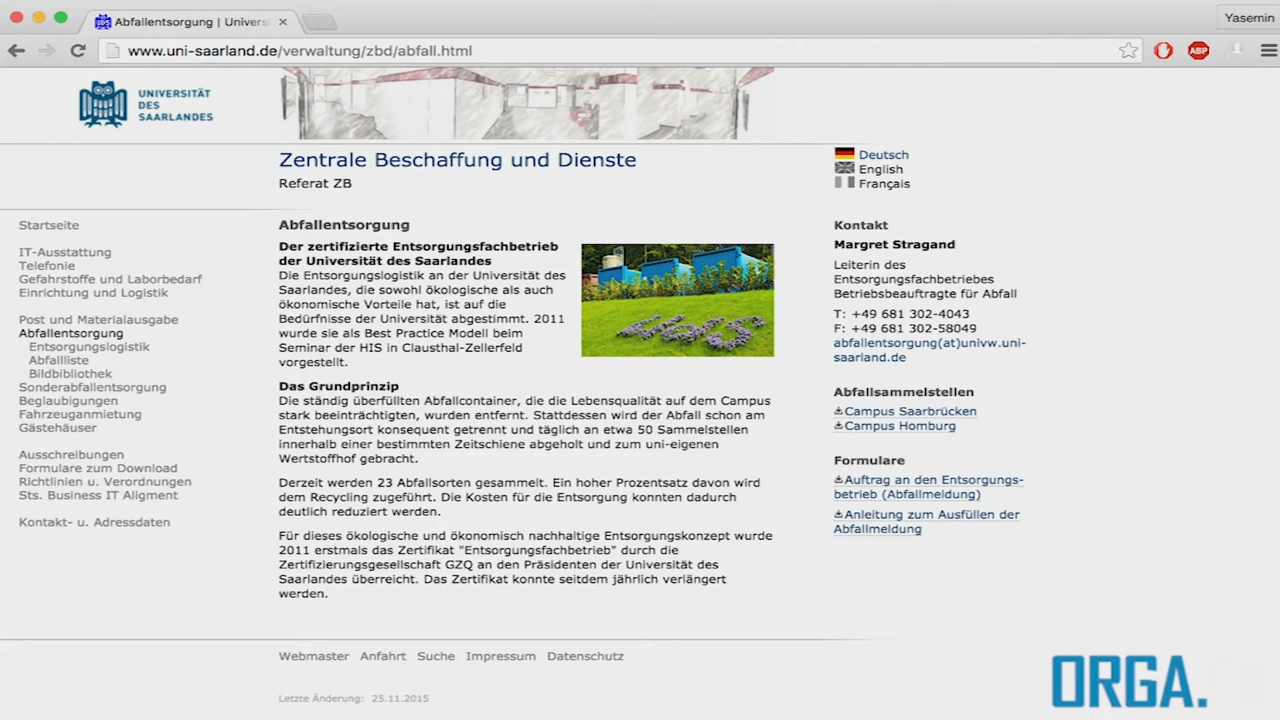 Abfallentsorgung | Universi
Yasemin
www.uni-saarland.de/verwaltung/zbd/abfall.html
ABP
UNIVERSITÄT
DES
SAARLANDES
Zentrale Beschaffung und Dienste
Referat ZB
Deutsch
English
Français
Startseite
IT-Ausstattung
Telefonie
Gefahrstoffe und Laborbedarf
Einrichtung und Logistik
Post und Materialausgabe
Abfallentsorgung
Entsorgungslogistik
Abfallliste
Bildbibliothek
Sonderabfallentsorgung
Beglaubigungen
Fahrzeuganmietung
Gästehäuser
Ausschreibungen
Formulare zum Download
Richtlinien u. Verordnungen
Sts. Business IT Aligment
Kontakt- u. Adressdaten
Abfallentsorgung
Der zertifizierte Entsorgungsfachbetrieb
der Universität des Saarlandes
Die Entsorgungslogistik an der Universität des
Saarlandes, die sowohl ökologische als auch
ökonomische Vorteile hat, ist auf die
Bedürfnisse der Universität abgestimmt. 2011
wurde sie als Best Practice Modell beim
Seminar der HIS in Clausthal-Zellerfeld
vorgestellt.
Das Grundprinzip
Die ständig überfüllten Abfallcontainer, die die Lebensqualität auf dem Campus
stark beeinträchtigten, wurden entfernt. Stattdessen wird der Abfall schon am
Entstehungsort konsequent getrennt und täglich an etwa 50 Sammelstellen
innerhalb einer bestimmten Zeitschiene abgeholt und zum uni-eigenen
Wertstoffhof gebracht.
Derzeit werden 23 Abfallsorten gesammelt. Ein hoher Prozentsatz davon wird
dem Recycling zugeführt. Die Kosten für die Entsorgung konnten dadurch
deutlich reduziert werden.
Für dieses ökologische und ökonomisch nachhaltige Entsorgungskonzept wurde
2011 erstmals das Zertifikat "Entsorgungsfachbetrieb" durch die
Zertifizierungsgesellschaft GZQ an den Präsidenten der Universität des
Saarlandes überreicht. Das Zertifikat konnte seitdem jährlich verlängert
werden.
Kontakt
Margret Stragand
Leiterin des
Entsorgungsfachbetriebes
Betriebsbeauftragte für Abfall
T: +49 681 302-4043
F: +49 681 302-58049
abfallentsorgung(at)univw.uni-
saarland.de
Abfallsammelstellen
Campus Saarbrücken
Campus Homburg
Formulare
Auftrag an den Entsorgungs-
betrieb (Abfallmeldung)
Anleitung zum Ausfüllen der
Abfallmeldung
Webmaster Anfahrt Suche Impressum Datenschutz
Letzte Änderung: 25.11.2015
ORGA.